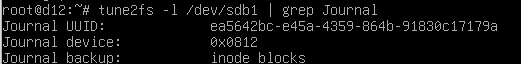 root@d12:~# tune2fs -l /dev/sdb1 | grep Journal
Journal UUID:             ea5642bc-e45a-4359-864b-91830c17179a
Journal device:           0x0812
Journal backup:           inode blocks